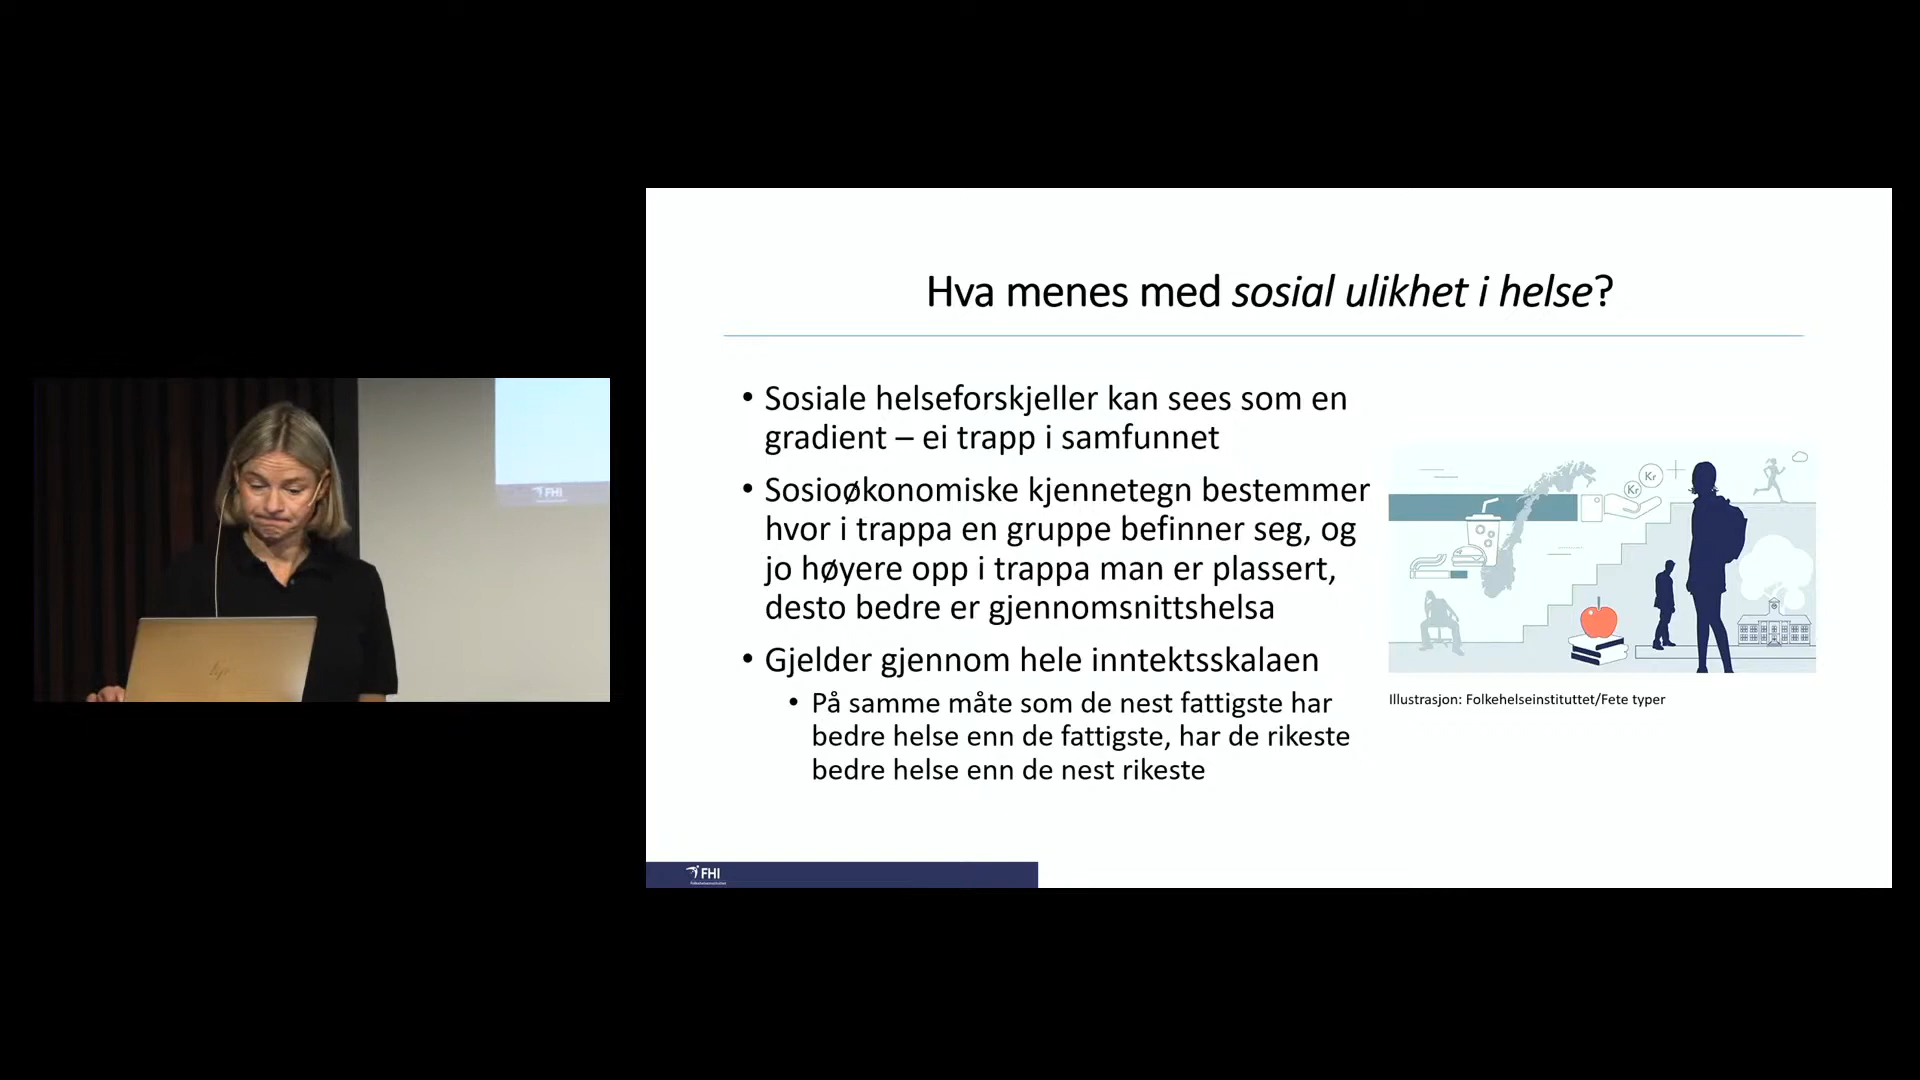 Hva menes med sosial ulikhet i helse?
• Sosiale helseforskjeller kan sees som en
gradient – ei trapp i samfunnet
• Sosioøkonomiske kjennetegn bestemmer
hvor i trappa en gruppe befinner seg, og
jo høyere opp i trappa man er plassert,
desto bedre er gjennomsnittshelsa
• Gjelder gjennom hele inntektsskalaen
• På samme måte som de nest fattigste har
bedre helse enn de fattigste, har de rikeste
bedre helse enn de nest rikeste
Kr
Kr
Illustrasjon: Folkehelseinstituttet/Fete typer
FHI
Folkehelseinstituttet
FHI
hp